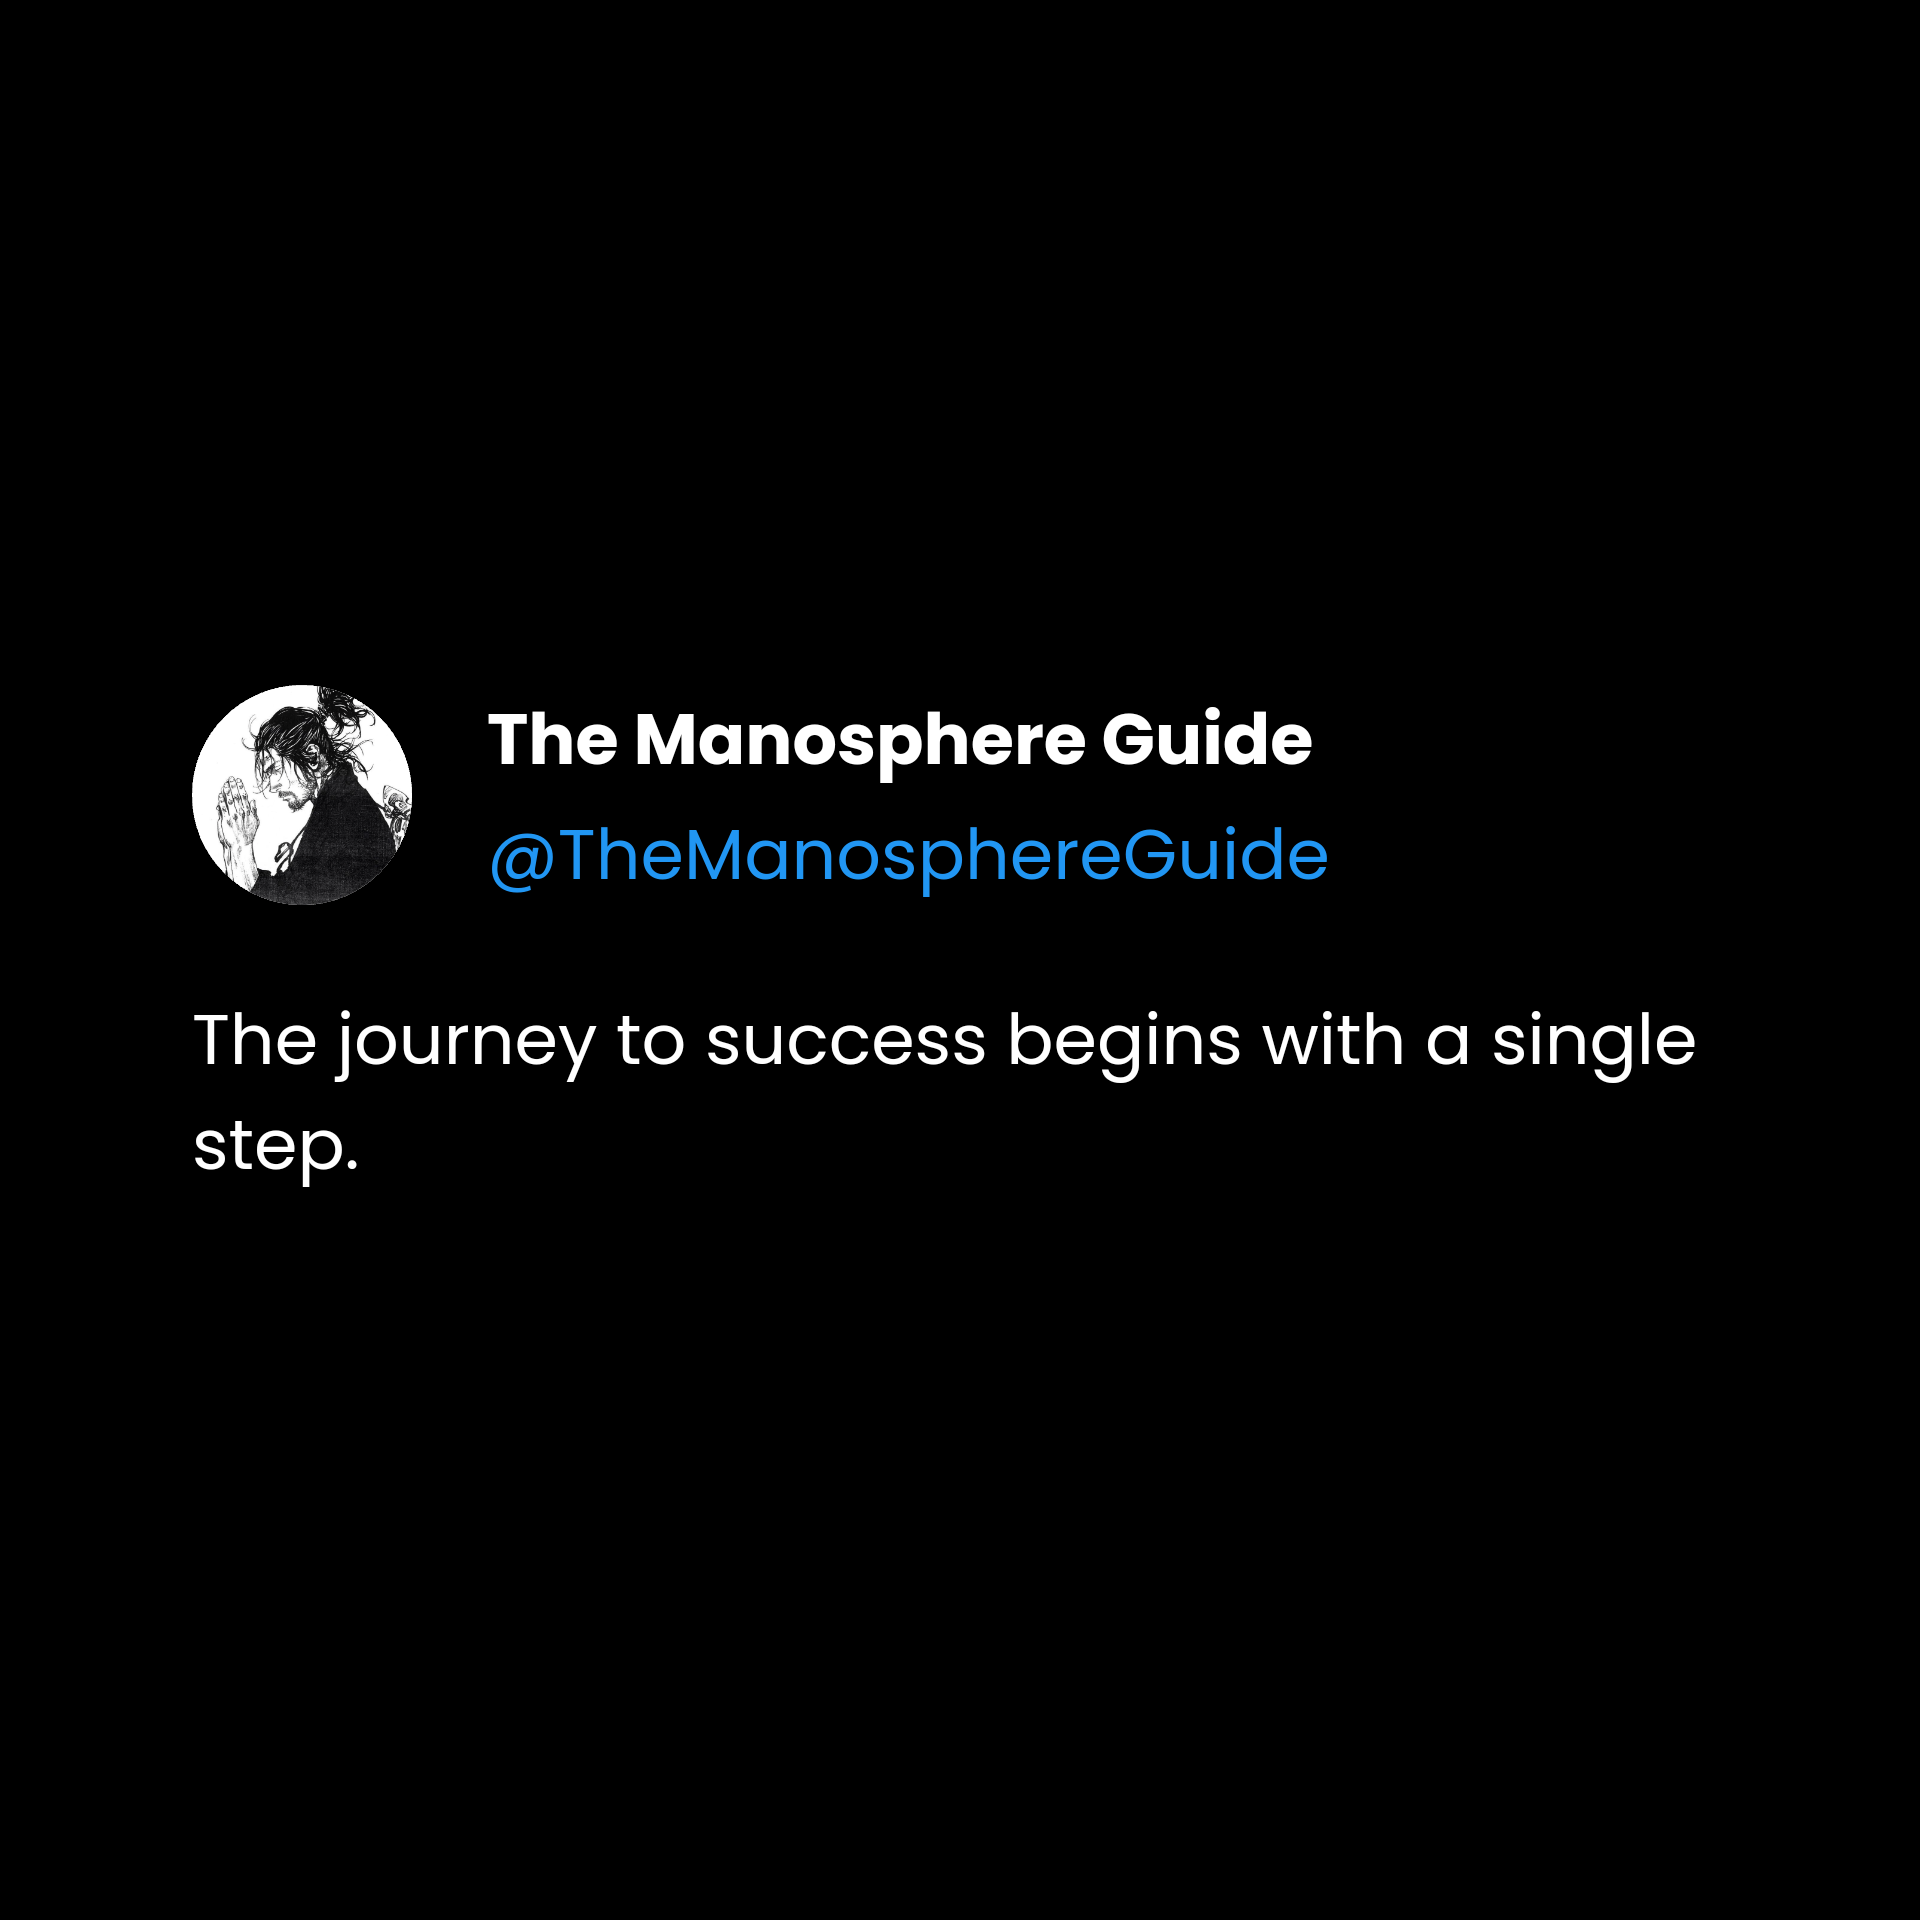 The Manosphere Guide
@TheManosphereGuide
The journey to success begins with a single
step.